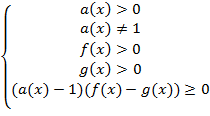 a(x) > 0
a(x) ≠ 1
f(x) > 0
g(x) > 0
(a(x) − 1)(f(x) − g(x)) ≥ 0